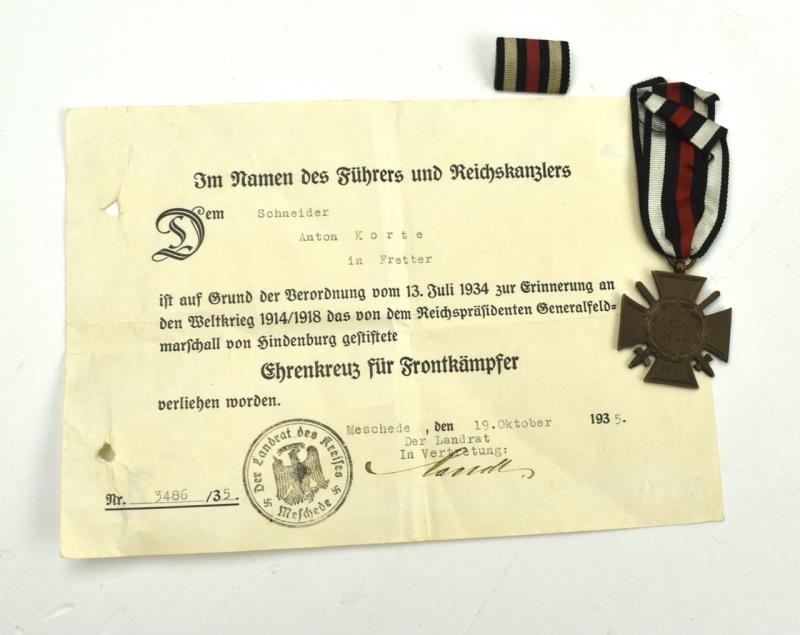 Im Namen des Führers und Reichskanzlers
Dem Schneider
Anton Korte
in Fretter
ist auf Grund der Verordnung vom 13. Juli 1934 zur Erinnerung an
den Weltkrieg 1914/1918 das von dem Reichspräsidenten Generalfeld-
marschall von Hindenburg gestiftete
Ehrenkreuz für Frontkämpfer
verliehen worden.
Meschede, den 19.Oktober 1935.
Der Landrat
In Vertretung:
Nr. 3486 /35.
Der Landrat des Kreises
Meschede
1914
1918